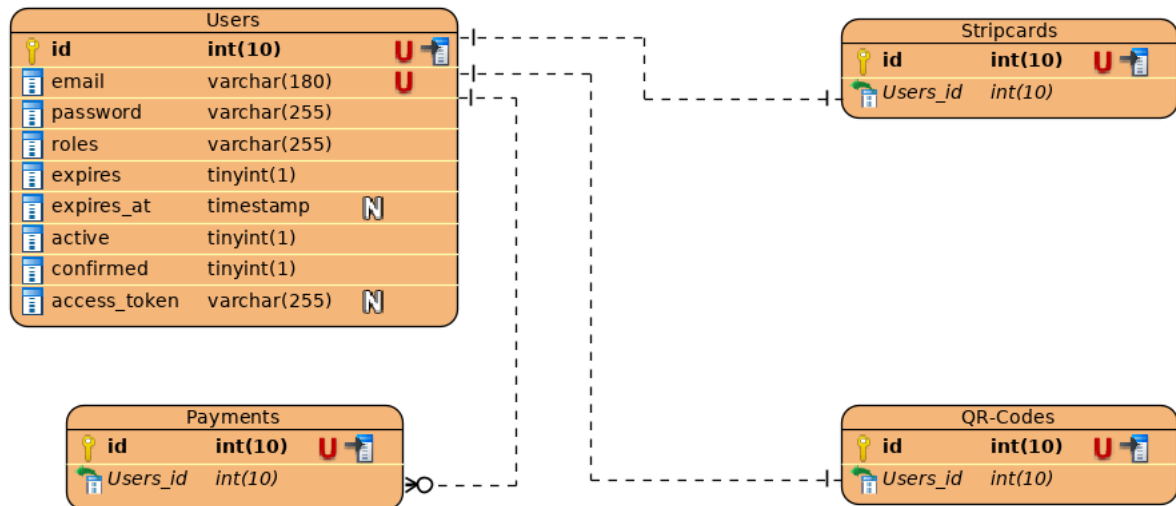 Users
id int(10) U
email varchar(180) U
password varchar(255)
roles varchar(255)
expires tinyint(1)
expires_at timestamp N
active tinyint(1)
confirmed tinyint(1)
access_token varchar(255) N
Stripcards
id int(10) U
Users_id int(10)
Payments
id int(10) U
Users_id int(10)
QR-Codes
id int(10) U
Users_id int(10)